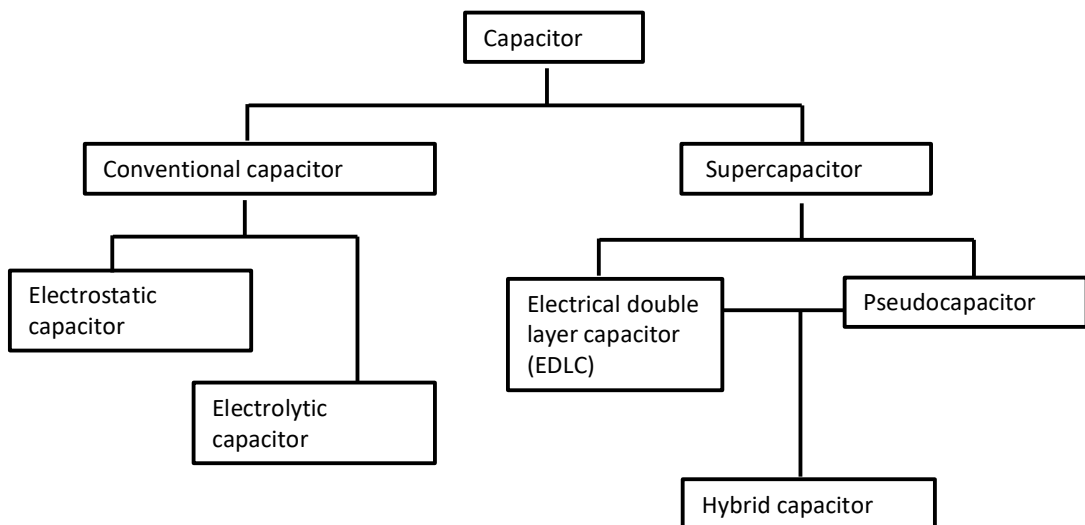 Capacitor
Conventional capacitor
Supercapacitor
Electrostatic
capacitor
Electrical double
layer capacitor
(EDLC)
Pseudocapacitor
Electrolytic
capacitor
Hybrid capacitor